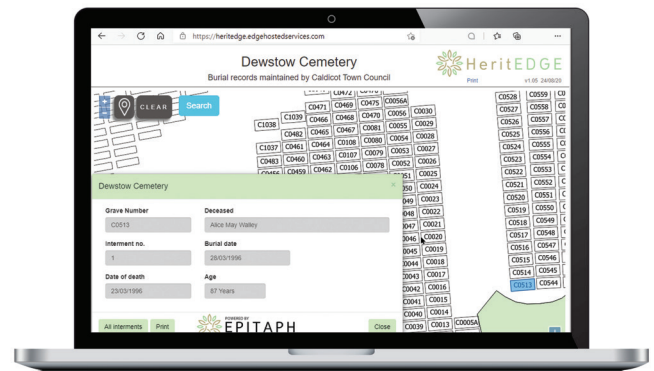 https://heritedge.edgehostedservices.com
Dewstow Cemetery
Burial records maintained by Caldicot Town Council
HeritEDGE
Print
v1.05 24/08/20
CLEAR
Search
C0528 C0559
C0471 C0469 C0475 C0056A
C0527 C0558
C1038 C1039 C0466 C0468 C0470 C0056 C0030
C0526 C0557
C0482 C0465 C0467 C0081 C0055 C0029
C0525 C0556
C1037 C0461 C0464 C0108 C0080 C0054 C0028
C0524 C0555
C0483 C0460 C0463 C0107 C0079 C0053 C0027
C0523 C0554
C0459 C0462 C0106 C0078 C0052 C0026
C0522 C0553
C0025
C0521 C0552
C0024
C0520 C0551
C0023
C0519 C0550
C0022
C0518 C0549
C0021
C0517 C0548
C0020
C0516 C0547
C0019
C0515 C0546
C0018
C0514 C0545
C0017
C0513 C0544
C0042 C0016
C0041 C0015
C0040 C0014
C0039 C0013 C0005A
Dewstow Cemetery
×
Grave Number
Deceased
C0513
Alice May Walley
Interment no.
Burial date
1
28/03/1996
Date of death
Age
23/03/1996
87 Years
All interments
Print
POWERED BY
EPITAPH
Close